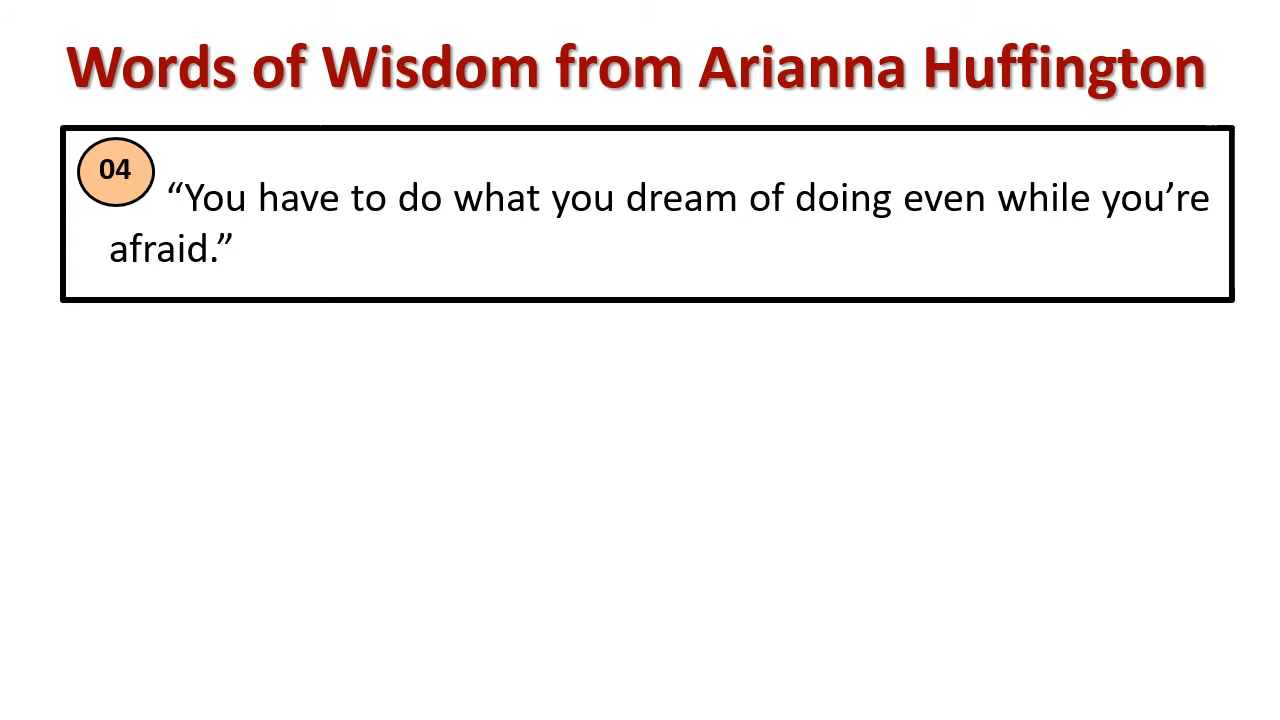 Words of Wisdom from Arianna Huffington
04
“You have to do what you dream of doing even while you’re
afraid.”